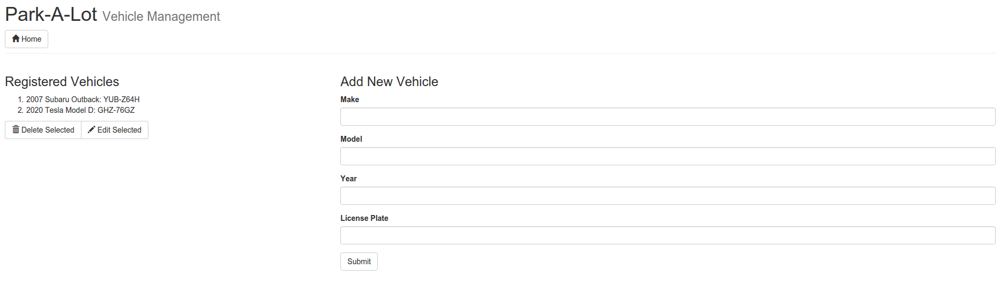 Park-A-Lot Vehicle Management
Home
Registered Vehicles
1. 2007 Subaru Outback: YUB-Z64H
2. 2020 Tesla Model D: GHZ-76GZ
Delete Selected
Edit Selected
Add New Vehicle
Make
Model
Year
License Plate
Submit